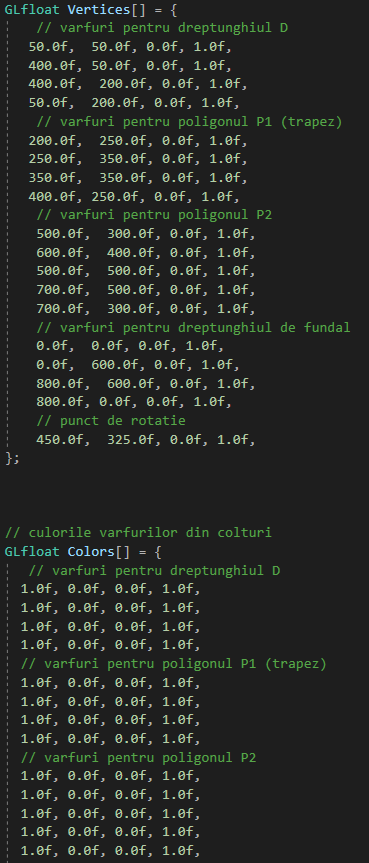 GLfloat Vertices[] = {
// varfuri pentru dreptunghiul D
50.0f, 50.0f, 0.0f, 1.0f,
400.0f, 50.0f, 0.0f, 1.0f,
400.0f, 200.0f, 0.0f, 1.0f,
50.0f, 200.0f, 0.0f, 1.0f,
// varfuri pentru poligonul P1 (trapez)
200.0f, 250.0f, 0.0f, 1.0f,
250.0f, 350.0f, 0.0f, 1.0f,
350.0f, 350.0f, 0.0f, 1.0f,
400.0f, 250.0f, 0.0f, 1.0f,
// varfuri pentru poligonul P2
500.0f, 300.0f, 0.0f, 1.0f,
600.0f, 400.0f, 0.0f, 1.0f,
500.0f, 500.0f, 0.0f, 1.0f,
700.0f, 500.0f, 0.0f, 1.0f,
700.0f, 300.0f, 0.0f, 1.0f,
// varfuri pentru dreptunghiul de fundal
0.0f, 0.0f, 0.0f, 1.0f,
0.0f, 600.0f, 0.0f, 1.0f,
800.0f, 600.0f, 0.0f, 1.0f,
800.0f, 0.0f, 0.0f, 1.0f,
// punct de rotatie
450.0f, 325.0f, 0.0f, 1.0f,
};
// culorile varfurilor din colturi
GLfloat Colors[] = {
// varfuri pentru dreptunghiul D
1.0f, 0.0f, 0.0f, 1.0f,
1.0f, 0.0f, 0.0f, 1.0f,
1.0f, 0.0f, 0.0f, 1.0f,
1.0f, 0.0f, 0.0f, 1.0f,
// varfuri pentru poligonul P1 (trapez)
1.0f, 0.0f, 0.0f, 1.0f,
1.0f, 0.0f, 0.0f, 1.0f,
1.0f, 0.0f, 0.0f, 1.0f,
1.0f, 0.0f, 0.0f, 1.0f,
// varfuri pentru poligonul P2
1.0f, 0.0f, 0.0f, 1.0f,
1.0f, 0.0f, 0.0f, 1.0f,
1.0f, 0.0f, 0.0f, 1.0f,
1.0f, 0.0f, 0.0f, 1.0f,
1.0f, 0.0f, 0.0f, 1.0f,